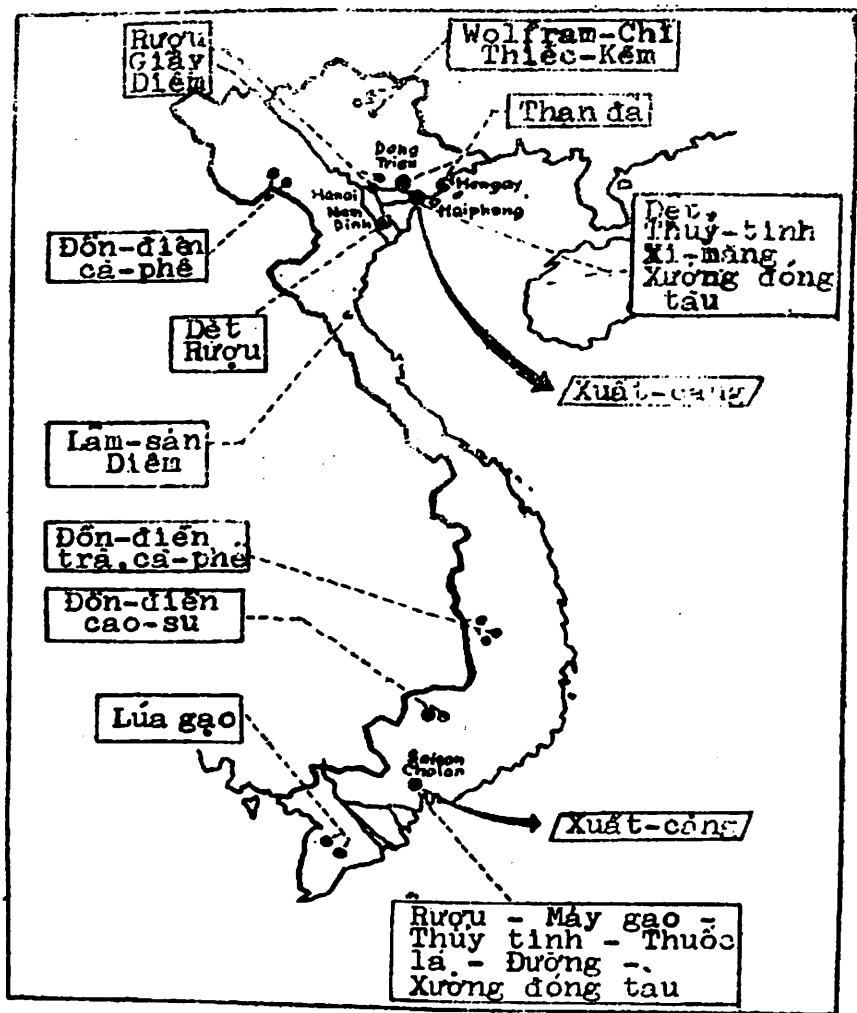 Rượu
Giấy
Diêm
Wolfram-Chì
Thiếc-Kẽm
Than đá
Dong
Trieu
Hongay
Hanoi
Haiphong
Nam
Dinh
Đồn-điền
cà-phê
Dệt
Thuỷ-tinh
Xi-măng
Xưởng đóng
tàu
Dệt
Rượu
Xuất-cảng
Lâm-sản
Diêm
Đồn-điền
trà, cà-phê
Đồn-điền
cao-su
Lúa gạo
Saigon
Cholon
Xuất-cảng
Rượu - Máy gạo -
Thủy tinh - Thuốc
lá - Đường -
Xưởng đóng tàu